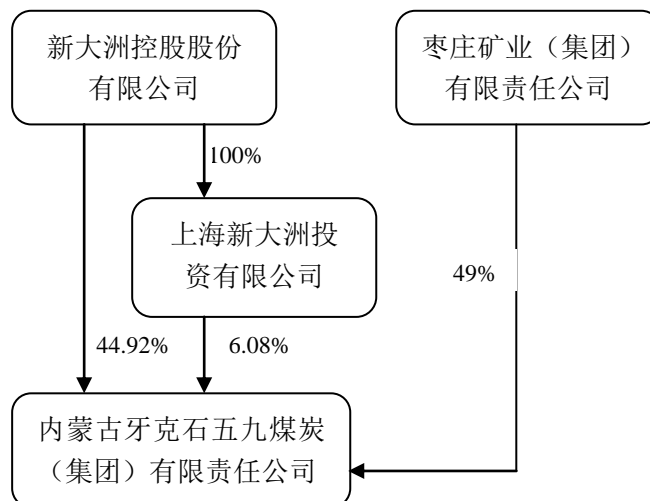 新大洲控股股份
有限公司
枣庄矿业（集团）
有限责任公司
100%
上海新大洲投
资有限公司
49%
44.92%
6.08%
内蒙古牙克石五九煤炭
（集团）有限责任公司